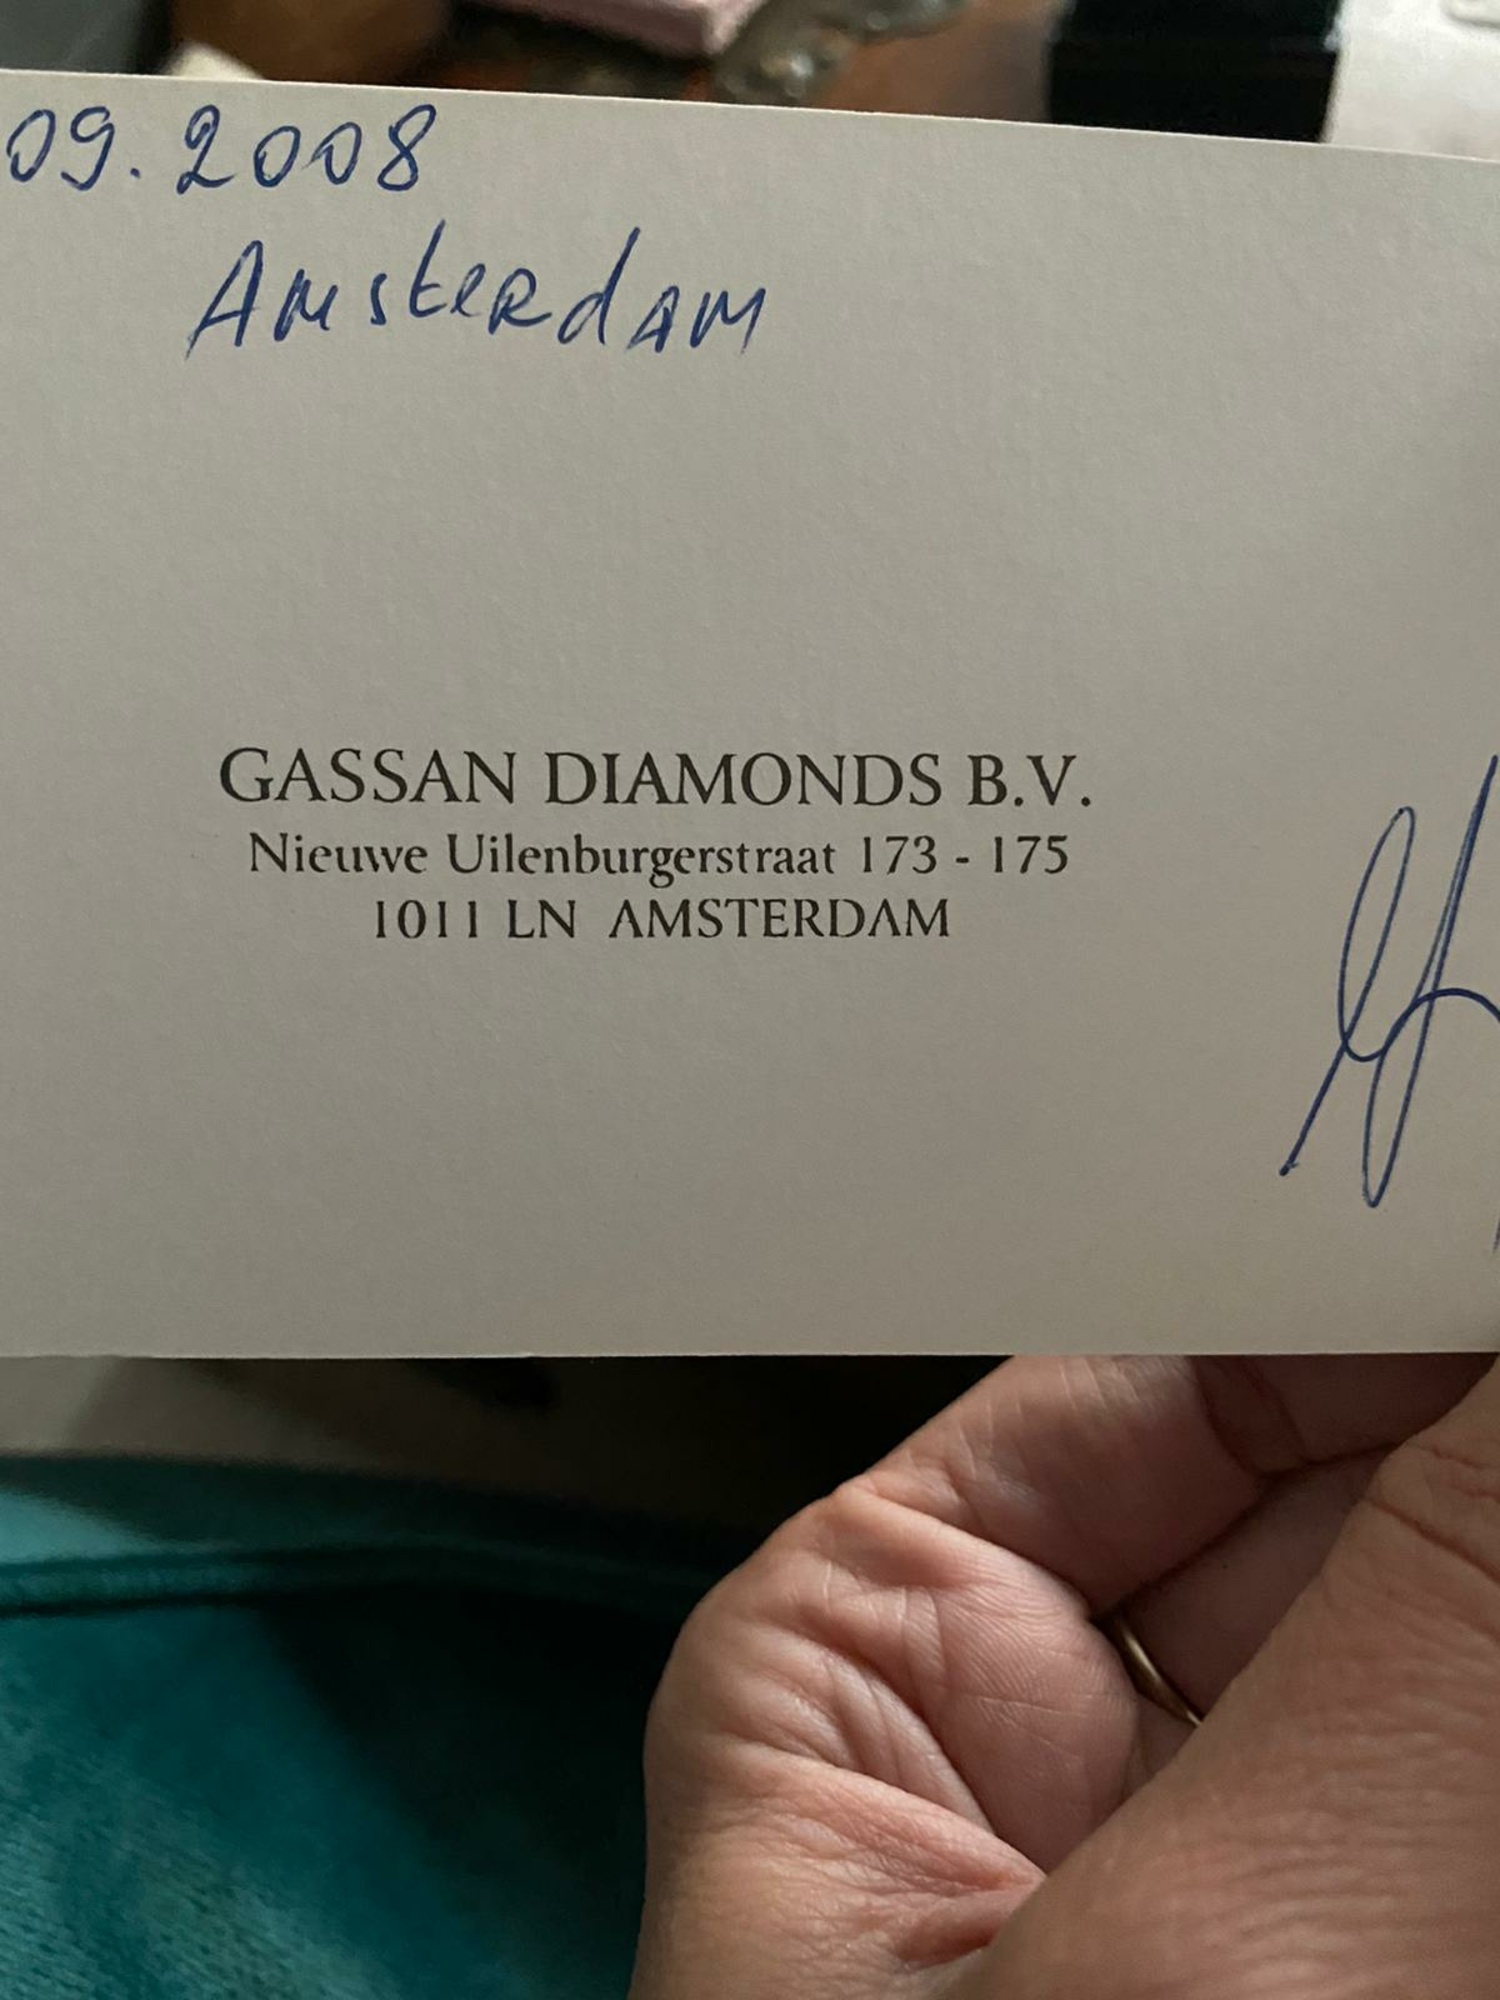 09.2008
Amsterdam
GASSAN DIAMONDS B.V.
Nieuwe Uilenburgerstraat 173 - 175
1011 LN AMSTERDAM